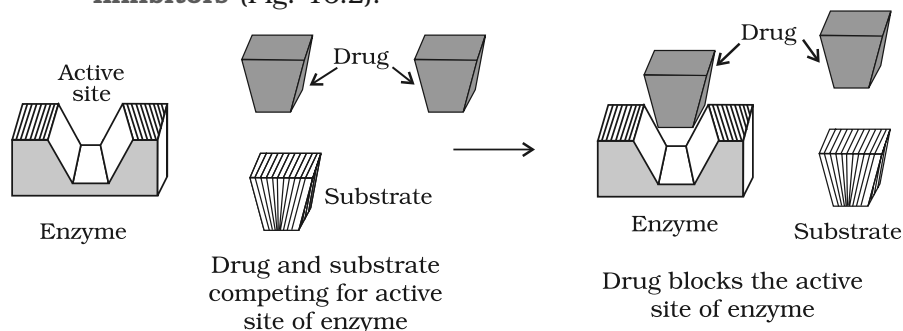 inhibitors (Fig. 16.2).
Active
site
Drug
Drug
Substrate
Enzyme
Enzyme
Substrate
Drug and substrate
competing for active
site of enzyme
Drug blocks the active
site of enzyme